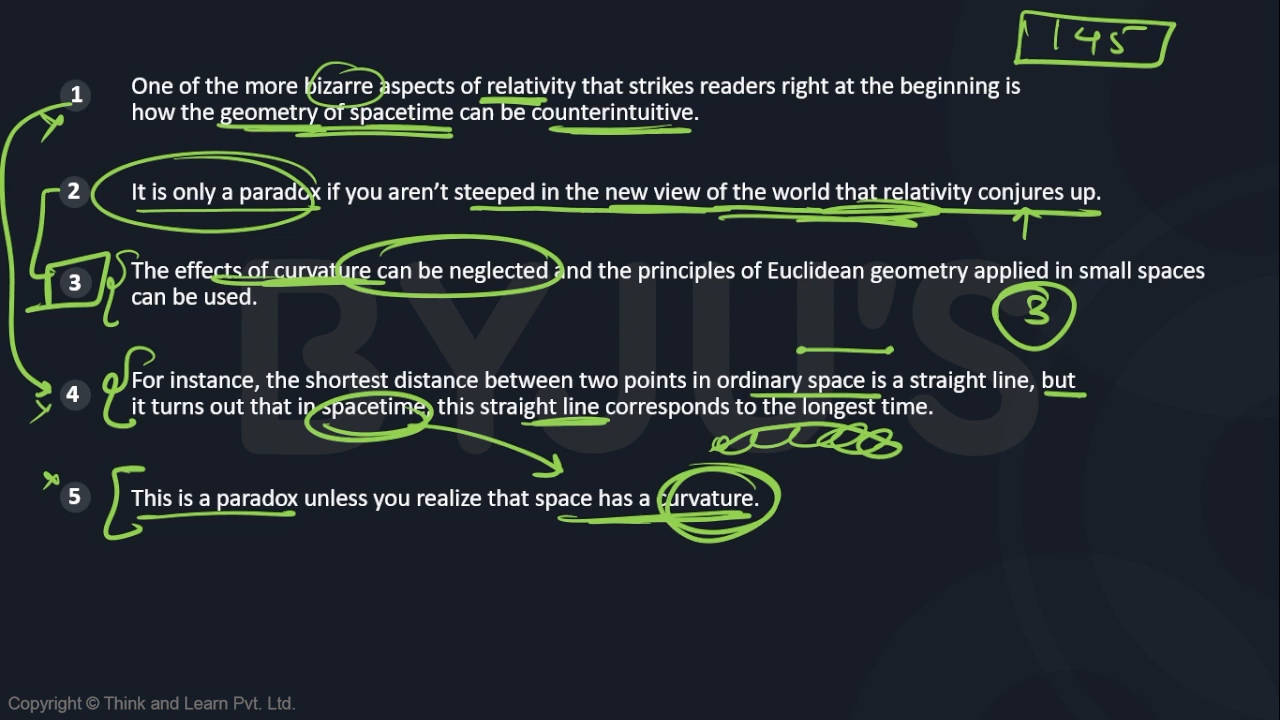 145
1
One of the more bizarre aspects of relativity that strikes readers right at the beginning is
how the geometry of spacetime can be counterintuitive.
2
It is only a paradox if you aren't steeped in the new view of the world that relativity conjures up.
3
The effects of curvature can be neglected and the principles of Euclidean geometry applied in small spaces
can be used.
3
4
For instance, the shortest distance between two points in ordinary space is a straight line, but
it turns out that in spacetime, this straight line corresponds to the longest time.
5
This is a paradox unless you realize that space has a curvature.
BYJU'S
Copyright © Think and Learn Pvt. Ltd.